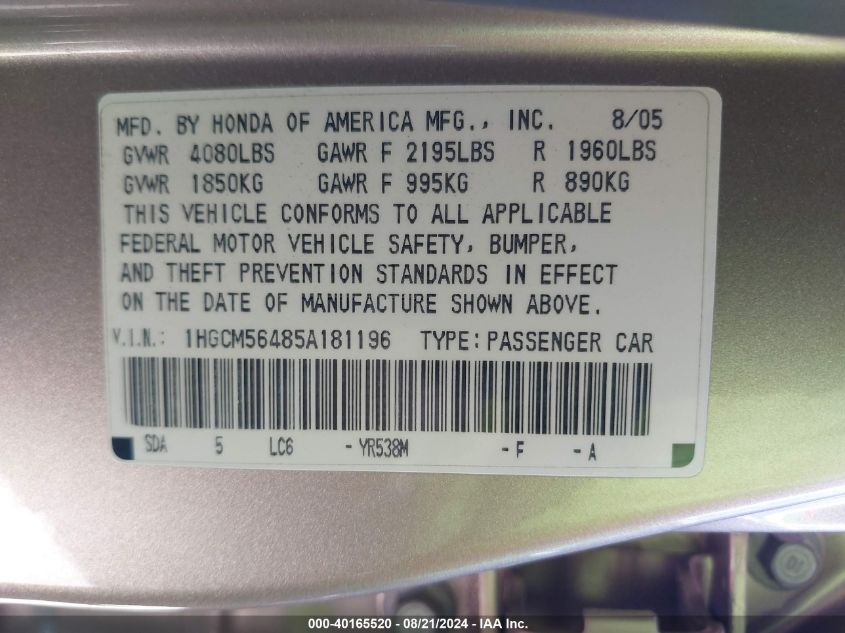 MFD. BY HONDA OF AMERICA MFG., INC. 8/05
GVWR 4080LBS GAWR F 2195LBS R 1960LBS
GVWR 1850KG GAWR F 995KG R 890KG
THIS VEHICLE CONFORMS TO ALL APPLICABLE
FEDERAL MOTOR VEHICLE SAFETY, BUMPER,
AND THEFT PREVENTION STANDARDS IN EFFECT
ON THE DATE OF MANUFACTURE SHOWN ABOVE.
V.I.N.: 1HGCM56485A181196 TYPE:PASSENGER CAR
SDA 5 LC6 -YR538M -F -A
000-40165520 - 08/21/2024 - IAA Inc.